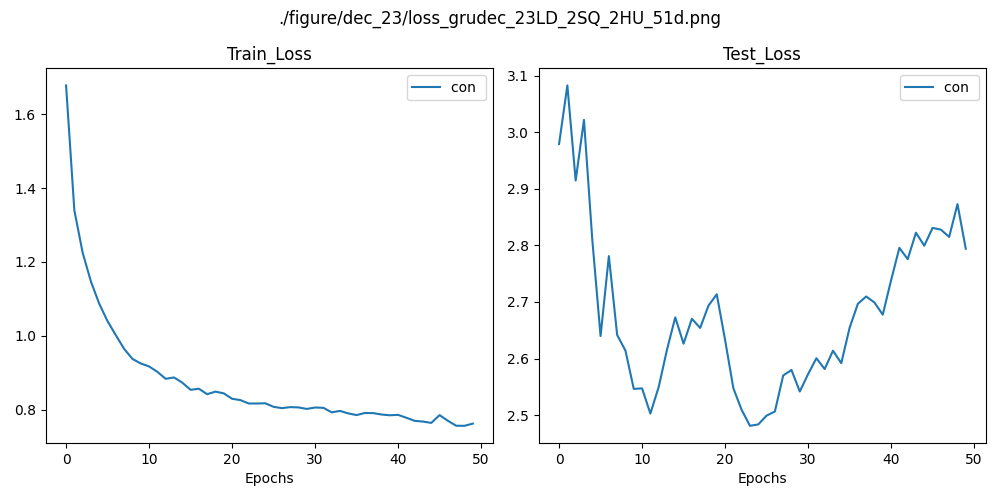 ./figure/dec_23/loss_grudec_23LD_2SQ_2HU_51d.png
Train_Loss
con
1.6
1.4
1.2
1.0
0.8
0 10 20 30 40 50
Epochs
Test_Loss
con
3.1
3.0
2.9
2.8
2.7
2.6
2.5
0 10 20 30 40 50
Epochs